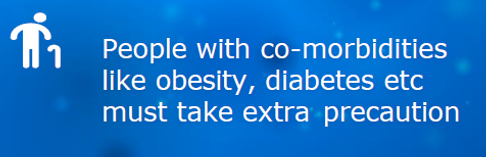 People with co-morbidities
like obesity, diabetes etc
must take extra precaution